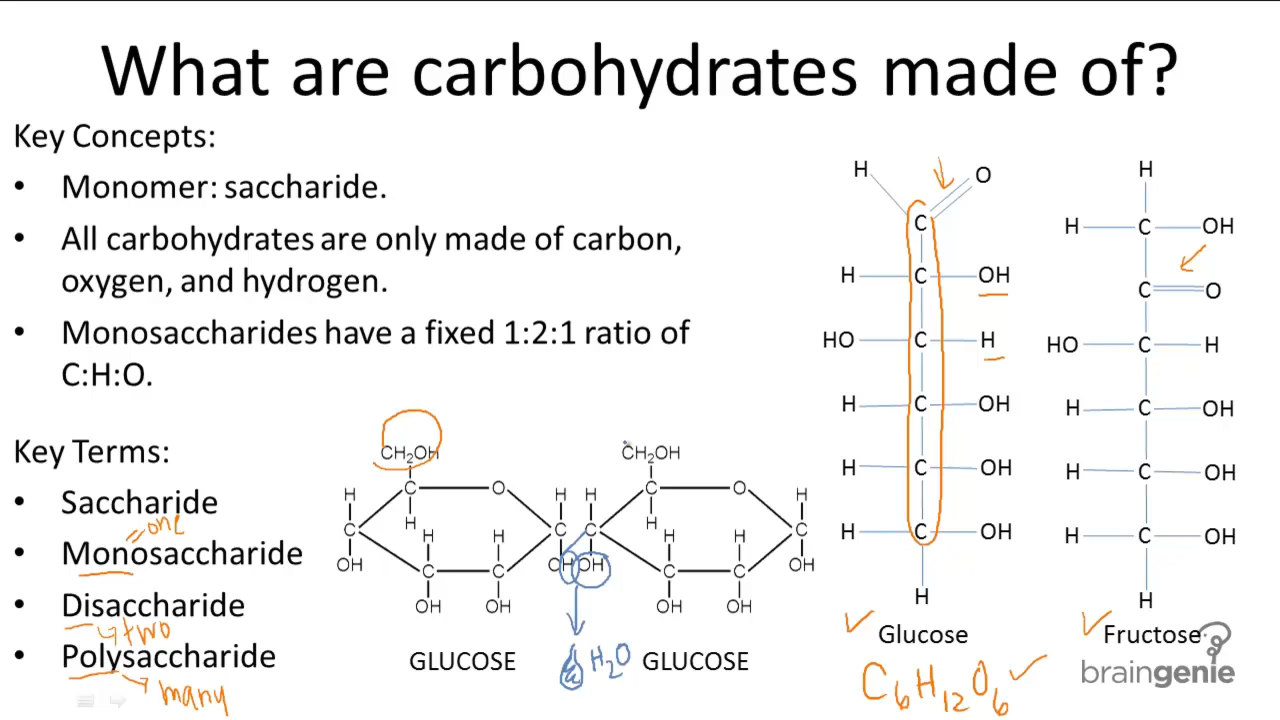 What are carbohydrates made of?
Key Concepts:
• Monomer: saccharide.
• All carbohydrates are only made of carbon,
oxygen, and hydrogen.
• Monosaccharides have a fixed 1:2:1 ratio of
C:H:O.
Key Terms:
• Saccharide
= one
• Monosaccharide
• Disaccharide
two
• Polysaccharide
many
CH₂OH CH₂OH
H C O H H C O H
H H
C H H C C H H C
OH C C OH OH C C OH
OH OH OH OH
GLUCOSE GLUCOSE
H₂O
H O
C
H C OH
HO C H
H C OH
H C OH
H C OH
H
Glucose
H
H C OH
C O
HO C H
H C OH
H C OH
H C OH
H
Fructose
C₆H₁₂O₆
braingenie